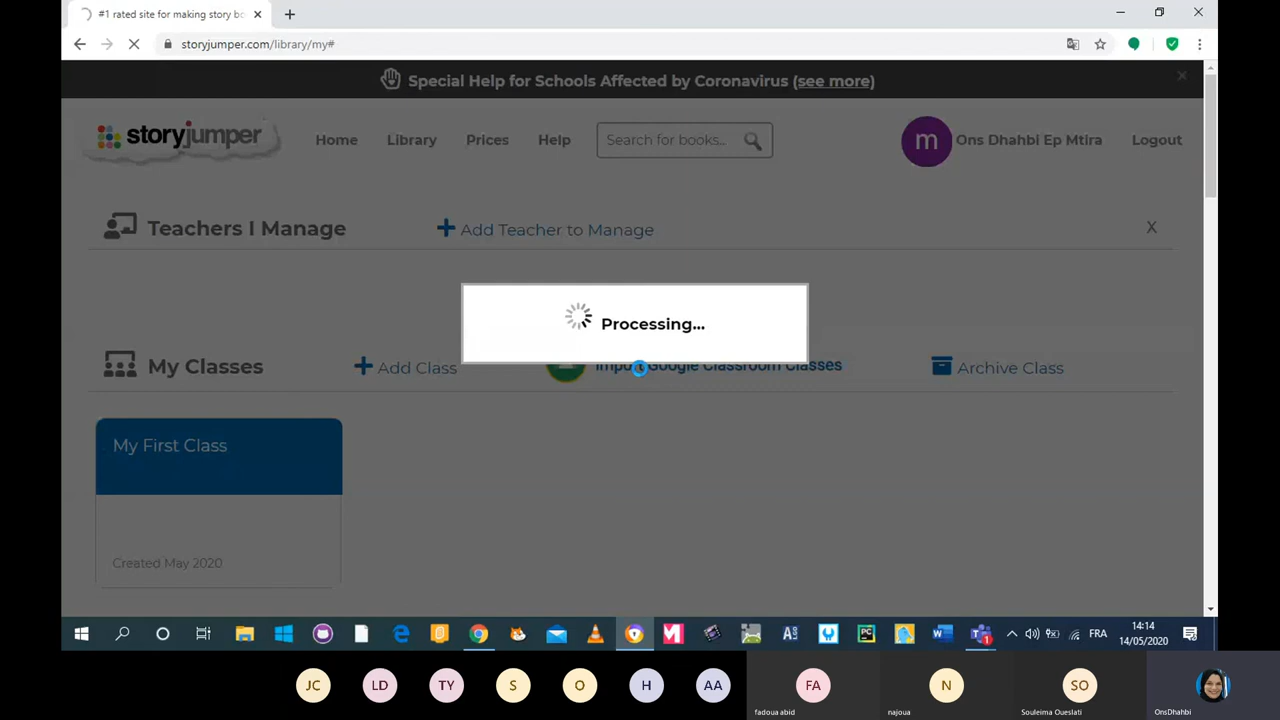 #1 rated site for making story bo
storyjumper.com/library/my#
Special Help for Schools Affected by Coronavirus (see more)
storyjumper
Home
Library
Prices
Help
Search for books..
m
Ons Dhahbi Ep Mtira
Logout
Teachers I Manage
Add Teacher to Manage
X
Processing...
My Classes
Add Class
Import Google Classroom Classes
Archive Class
My First Class
Created May 2020
FRA
14:14
14/05/2020
JC
LD
TY
S
O
H
AA
FA
fadoua abid
N
najoua
SO
Souleima Oueslati
OnsDhahbi